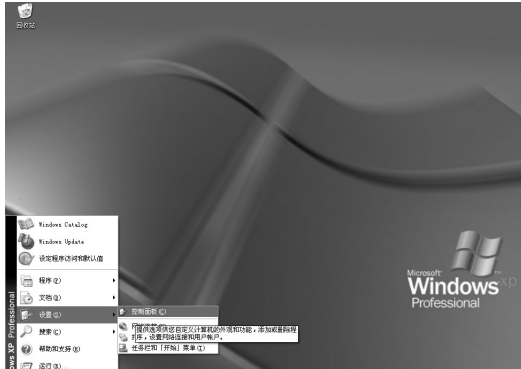 回收站
Windows Catalog
Windows Update
设定程序访问和默认值
程序(P)
文档(D)
设置(S)
控制面板(C)
提供选项供您自定义计算机的外观和功能,添加或删除程
序,设置网络连接和用户帐户。
任务栏和「开始」菜单(T)
搜索(C)
帮助和支持(H)
运行(R)...
Windows XP Professional
Microsoft
Windows xp
Professional